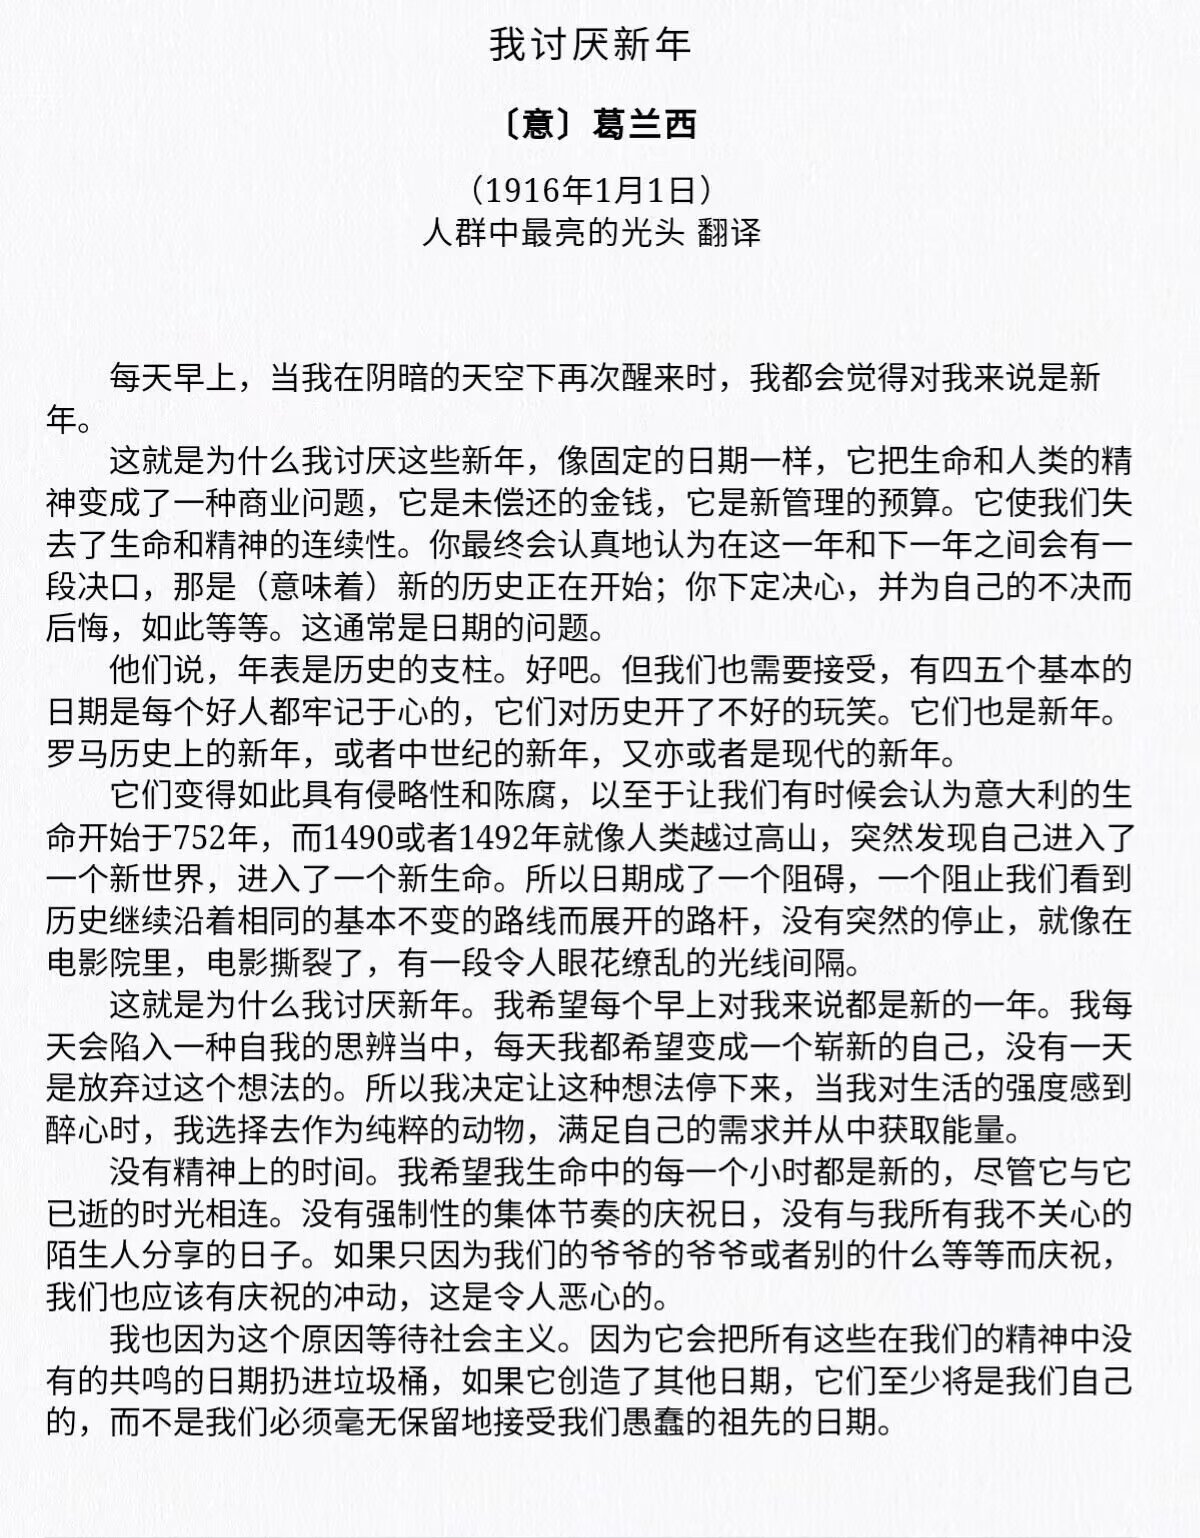 我讨厌新年
〔意〕葛兰西
（1916年1月1日）
人群中最亮的光头 翻译
每天早上，当我在阴暗的天空下再次醒来时，我都会觉得对我来说是新
年。
这就是为什么我讨厌这些新年，像固定的日期一样，它把生命和人类的精
神变成了一种商业问题，它是未偿还的金钱，它是新管理的预算。它使我们失
去了生命和精神的连续性。你最终会认真地认为在这一年和下一年之间会有一
段决口，那是（意味着）新的历史正在开始；你下定决心，并为自己的不决而
后悔，如此等等。这通常是日期的问题。
他们说，年表是历史的支柱。好吧。但我们也需要接受，有四五个基本的
日期是每个好人都牢记于心的，它们对历史开了不好的玩笑。它们也是新年。
罗马历史上的新年，或者中世纪的新年，又亦或者是现代的新年。
它们变得如此具有侵略性和陈腐，以至于让我们有时候会认为意大利的生
命开始于752年，而1490或者1492年就像人类越过高山，突然发现自己进入了
一个新世界，进入了一个新生命。所以日期成了一个阻碍，一个阻止我们看到
历史继续沿着相同的基本不变的路线而展开的路杆，没有突然的停止，就像在
电影院里，电影撕裂了，有一段令人眼花缭乱的光线间隔。
这就是为什么我讨厌新年。我希望每个早上对我来说都是新的一年。我每
天会陷入一种自我的思辨当中，每天我都希望变成一个崭新的自己，没有一天
是放弃过这个想法的。所以我决定让这种想法停下来，当我对生活的强度感到
醉心时，我选择去作为纯粹的动物，满足自己的需求并从中获取能量。
没有精神上的时间。我希望我生命中的每一个小时都是新的，尽管它与它
已逝的时光相连。没有强制性的集体节奏的庆祝日，没有与我所有我不关心的
陌生人分享的日子。如果只因为我们的爷爷的爷爷或者别的什么等等而庆祝，
我们也应该有庆祝的冲动，这是令人恶心的。
我也因为这个原因等待社会主义。因为它会把所有这些在我们的精神中没
有的共鸣的日期扔进垃圾桶，如果它创造了其他日期，它们至少将是我们自己
的，而不是我们必须毫无保留地接受我们愚蠢的祖先的日期。